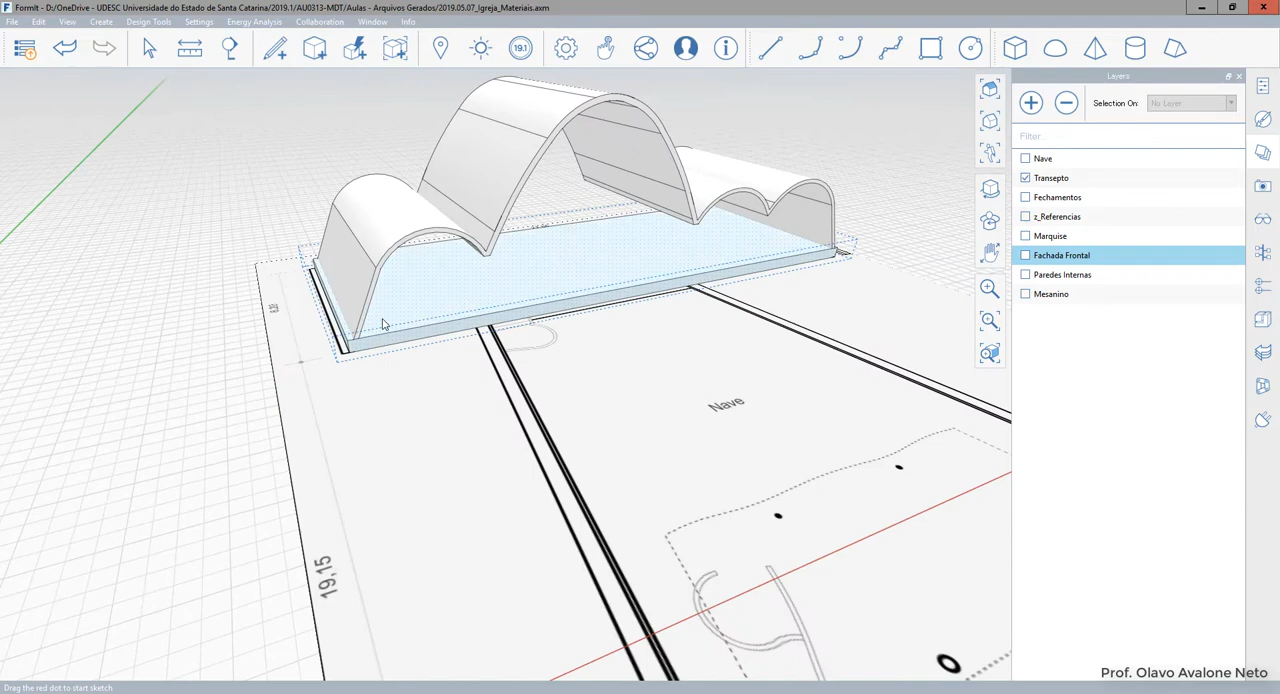 FormIt - D:/OneDrive - UDESC Universidade do Estado de Santa Catarina/2019.1/AU0313-MDT/Aulas - Arquivos Gerados/2019.05.07_Igreja_Materiais.axm
File Edit View Create Design Tools Settings Energy Analysis Collaboration Window Info
19.1
Layers
Selection On: No Layer
Filter...
Nave
Transepto
Fechamentos
z_Referencias
Marquise
Fachada Frontal
Paredes Internas
Mesanino
Nave
19,15
Prof. Olavo Avalone Neto
Drag the red dot to start sketch